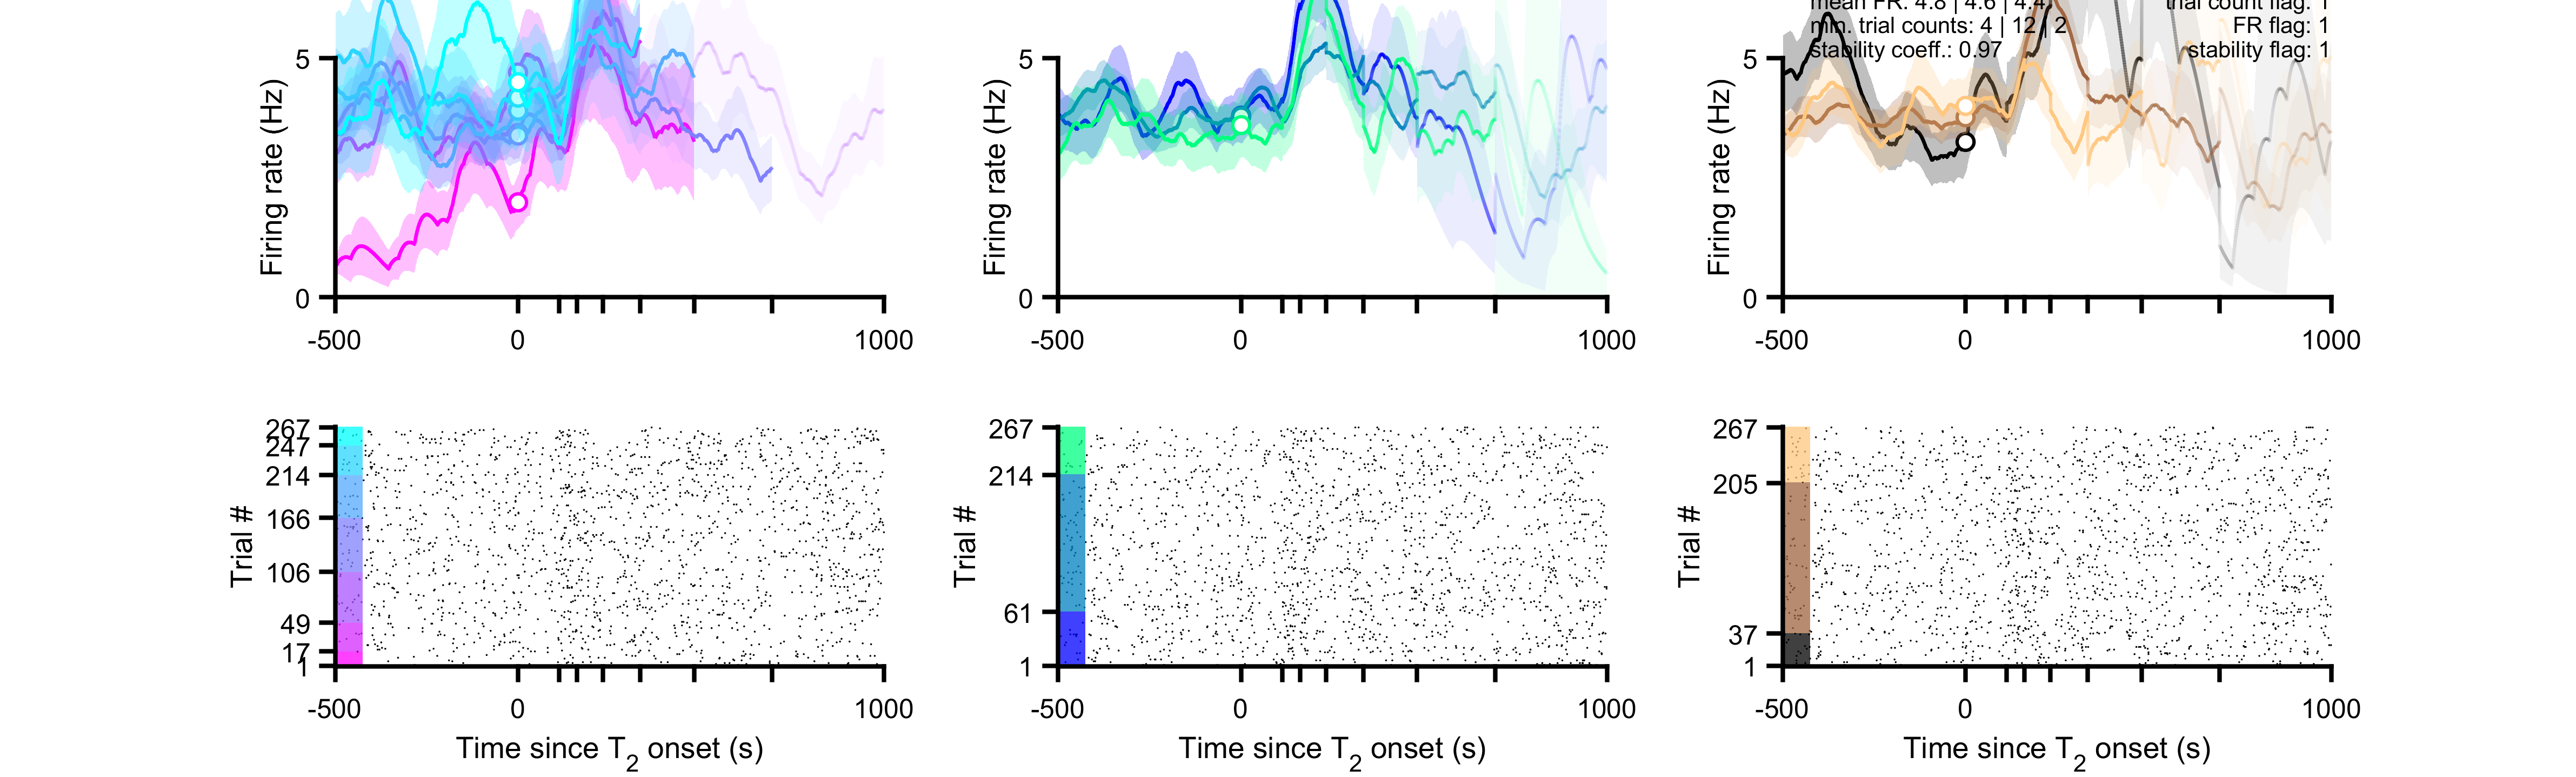 mean FR: 4.8 | 4.6 | 4.4
trial count flag: 1
min. trial counts: 4 | 12 | 2
FR flag: 1
stability coeff.: 0.97
stability flag: 1
5
0
Firing rate (Hz)
-500
0
1000
5
0
Firing rate (Hz)
-500
0
1000
5
0
Firing rate (Hz)
-500
0
1000
267
247
214
166
106
49
17
1
Trial #
-500
0
1000
Time since T2 onset (s)
267
214
61
1
Trial #
-500
0
1000
Time since T2 onset (s)
267
205
37
1
Trial #
-500
0
1000
Time since T2 onset (s)